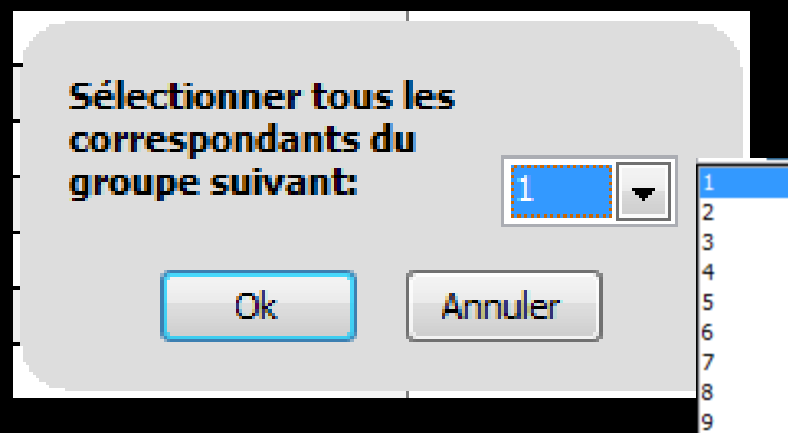 Sélectionner tous les
correspondants du
groupe suivant:
1
Ok
Annuler
1
2
3
4
5
6
7
8
9